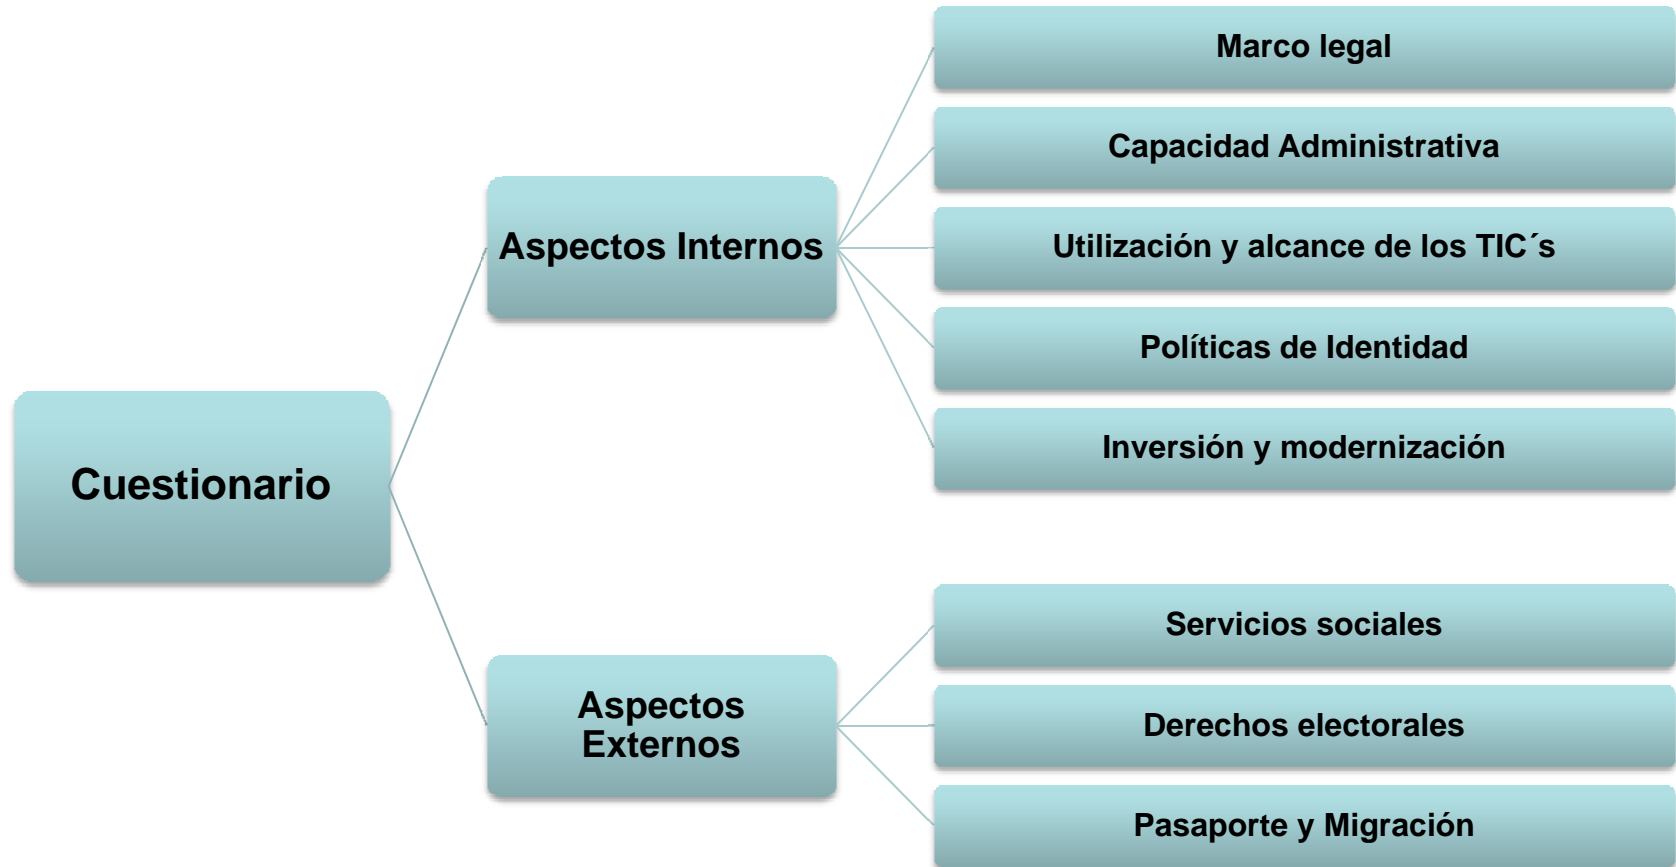 Cuestionario
Aspectos Internos
Marco legal
Capacidad Administrativa
Utilización y alcance de los TIC´s
Políticas de Identidad
Inversión y modernización
Aspectos
Externos
Servicios sociales
Derechos electorales
Pasaporte y Migración